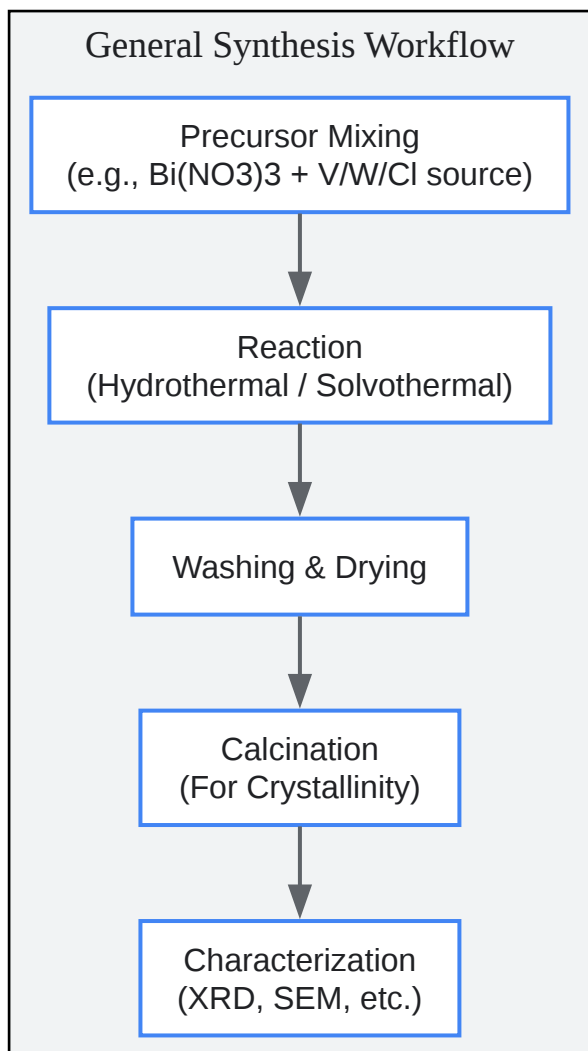 General Synthesis Workflow
Precursor Mixing
(e.g., Bi(NO3)3 + V/W/Cl source)
Reaction
(Hydrothermal / Solvothermal)
Washing & Drying
Calcination
(For Crystallinity)
Characterization
(XRD, SEM, etc.)